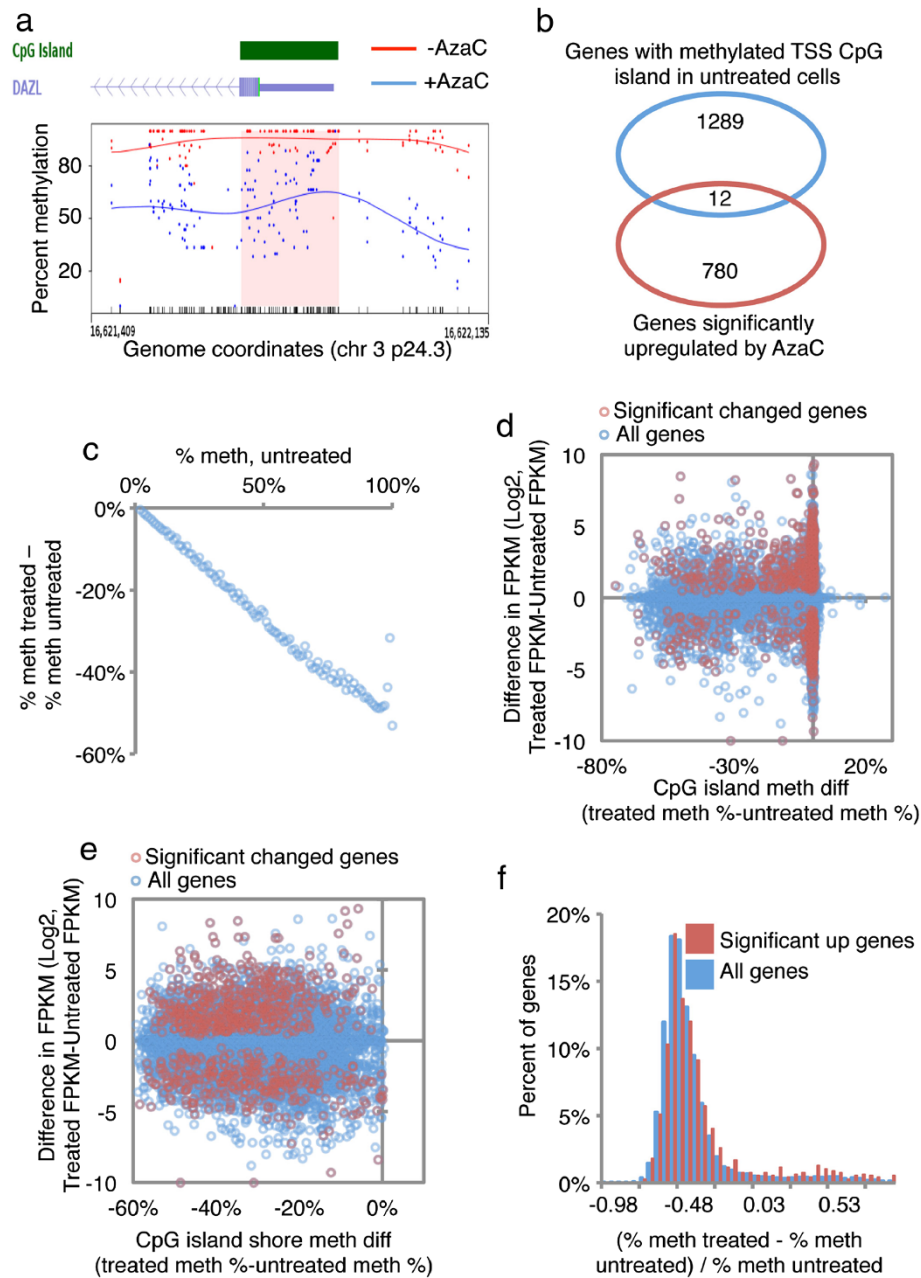 a
CpG Island
DAZL
-AzaC
+AzaC
Percent methylation
80
50
20
16,621,409
16,622,135
Genome coordinates (chr 3 p24.3)
b
Genes with methylated TSS CpG
island in untreated cells
1289
12
780
Genes significantly
upregulated by AzaC
c
% meth, untreated
0%
50%
100%
0%
-20%
-40%
-60%
% meth treated –
% meth untreated
d
Significant changed genes
All genes
Difference in FPKM (Log2,
Treated FPKM-Untreated FPKM)
10
5
0
-5
-10
-80%
-30%
20%
CpG island meth diff
(treated meth %-untreated meth %)
e
Significant changed genes
All genes
Difference in FPKM (Log2,
Treated FPKM-Untreated FPKM)
10
5
0
-5
-10
-60%
-40%
-20%
0%
CpG island shore meth diff
(treated meth %-untreated meth %)
f
Significant up genes
All genes
Percent of genes
20%
15%
10%
5%
0%
-0.98
-0.48
0.03
0.53
(% meth treated - % meth
untreated) / % meth untreated